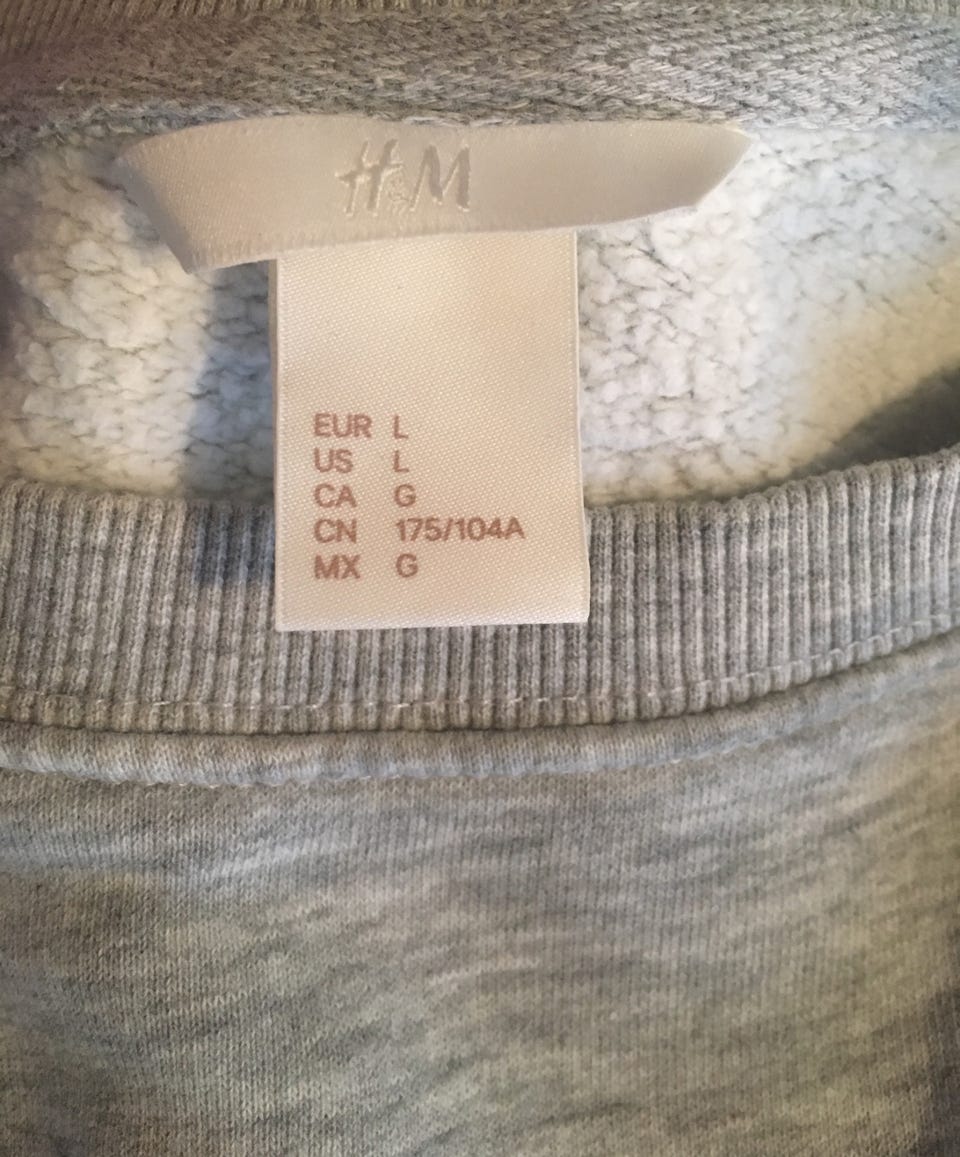 H&M
EUR L
US L
CA G
CN 175/104A
MX G